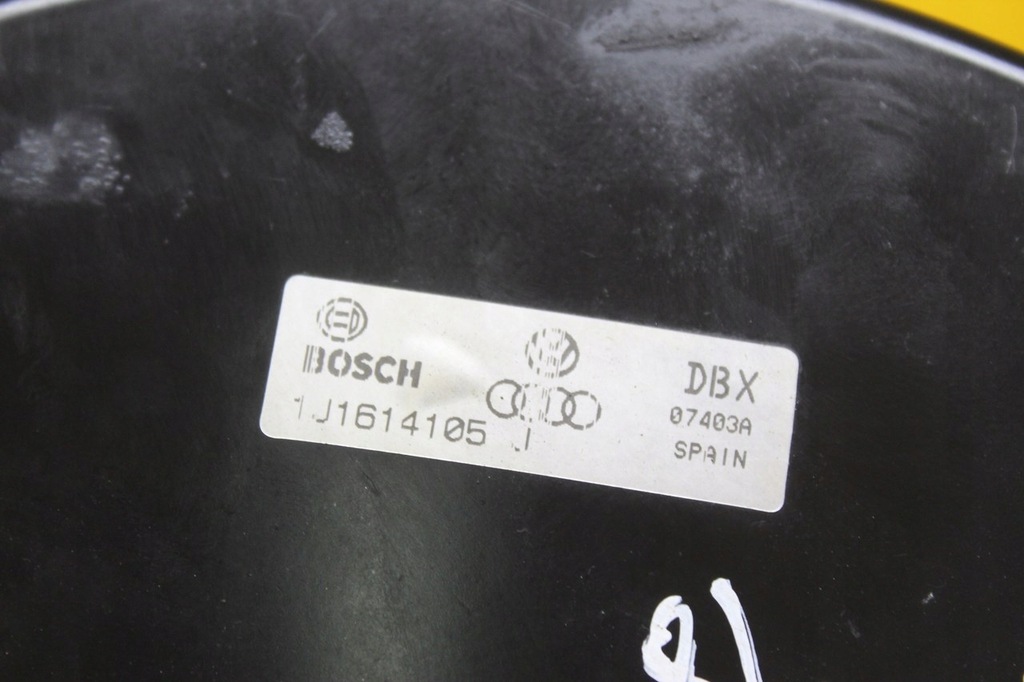 BOSCH
1J1614105 J
DBX
07403A
SPAIN